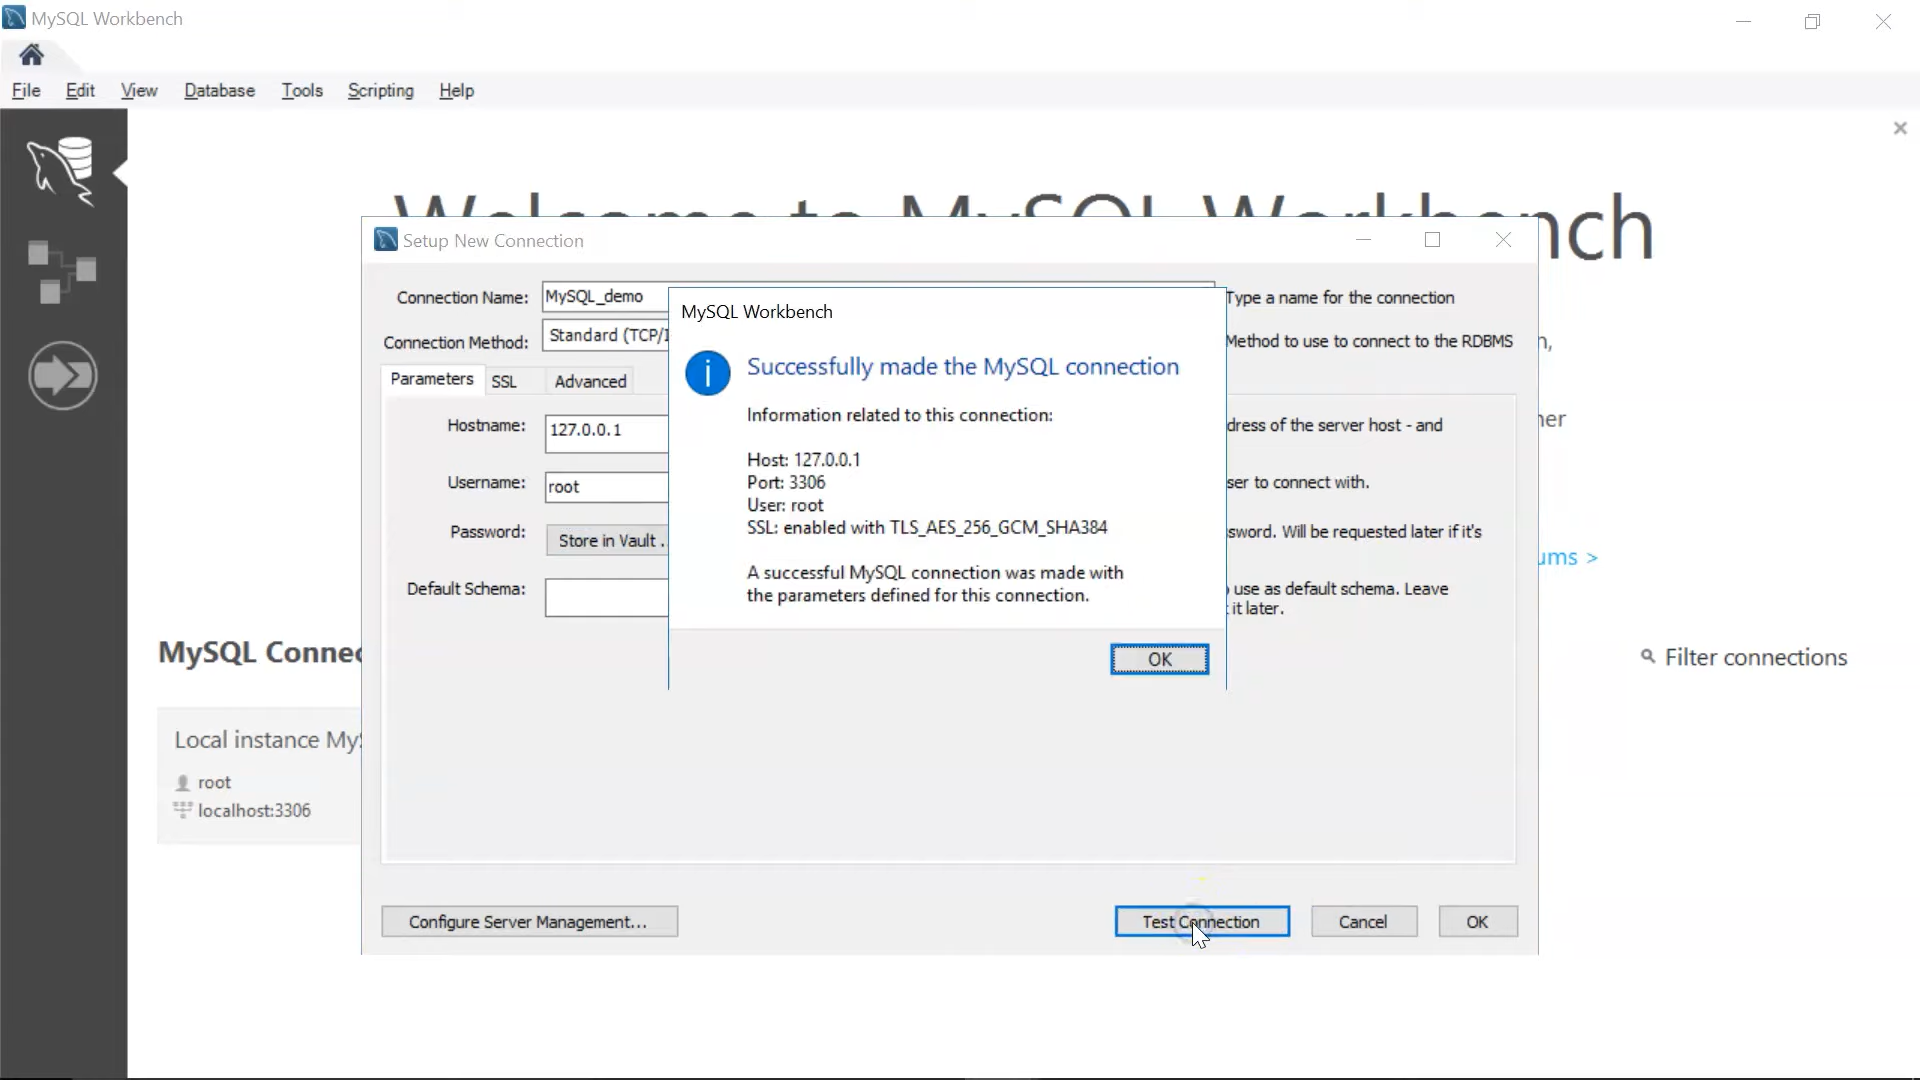 MySQL Workbench
File Edit View Database Tools Scripting Help
Setup New Connection
Connection Name: MySQL_demo
Type a name for the connection
Connection Method: Standard (TCP/I
Method to use to connect to the RDBMS
Parameters SSL Advanced
Hostname: 127.0.0.1
dress of the server host - and
Username: root
ser to connect with.
Password: Store in Vault ..
sword. Will be requested later if it's
Default Schema:
use as default schema. Leave
it later.
MySQL Workbench
Successfully made the MySQL connection
Information related to this connection:
Host: 127.0.0.1
Port: 3306
User: root
SSL: enabled with TLS_AES_256_GCM_SHA384
A successful MySQL connection was made with
the parameters defined for this connection.
OK
Configure Server Management...
Test Connection Cancel OK
Welcome to MySQL Workbench
n,
er
ums >
MySQL Connec
Filter connections
Local instance MyS
root
localhost:3306